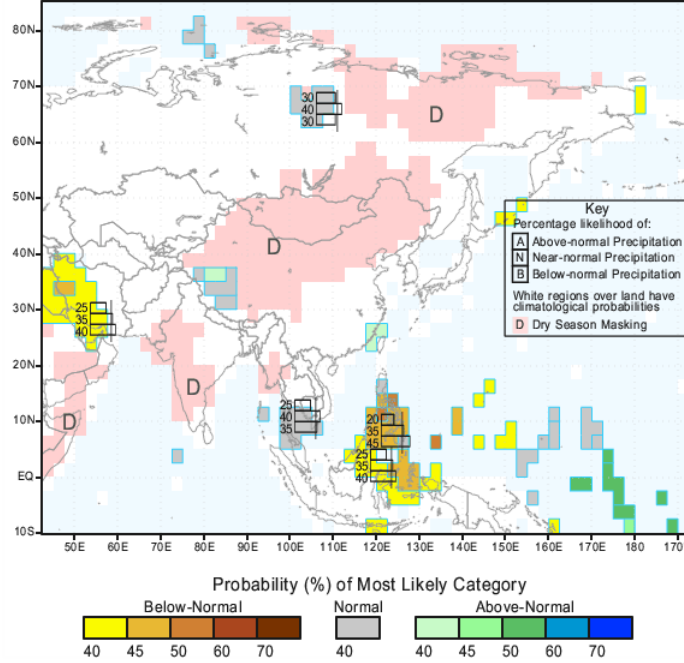 80N
70N
60N
50N
40N
30N
20N
10N
EQ
10S
50E
60E
70E
80E
90E
100E
110E
120E
130E
140E
150E
160E
170E
180
170W
30
40
30
D
D
D
D
25
35
40
25
40
35
20
35
45
25
35
40
Key
Percentage likelihood of:
A Above-normal Precipitation
N Near-normal Precipitation
B Below-normal Precipitation
White regions over land have
climatological probabilities
D Dry Season Masking
Probability (%) of Most Likely Category
Below-Normal Normal Above-Normal
40 45 50 60 70 40 40 45 50 60 70